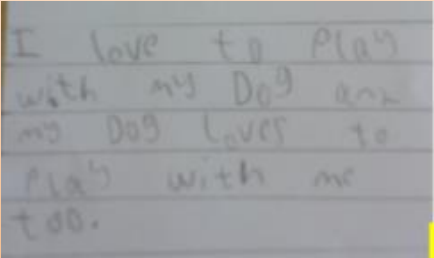 I love to Play
with my Dog and
my Dog Loves to
Play with me
too.